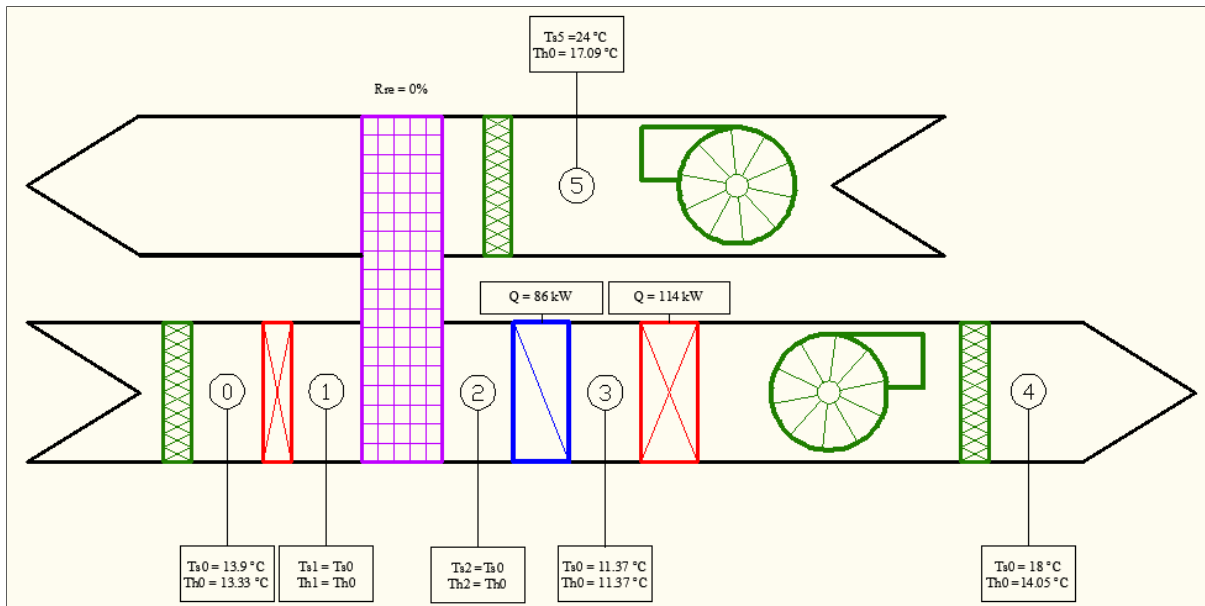 Ts5 =24 °C
Th0 = 17.09 °C
Rre = 0%
5
Q = 86 kW
Q = 114 kW
0
1
2
3
4
Ts0 = 13.9 °C
Th0 = 13.33 °C
Ts1 = Ts0
Th1 = Th0
Ts2 = Ts0
Th2 = Th0
Ts0 = 11.37 °C
Th0 = 11.37 °C
Ts0 = 18 °C
Th0 = 14.05 °C